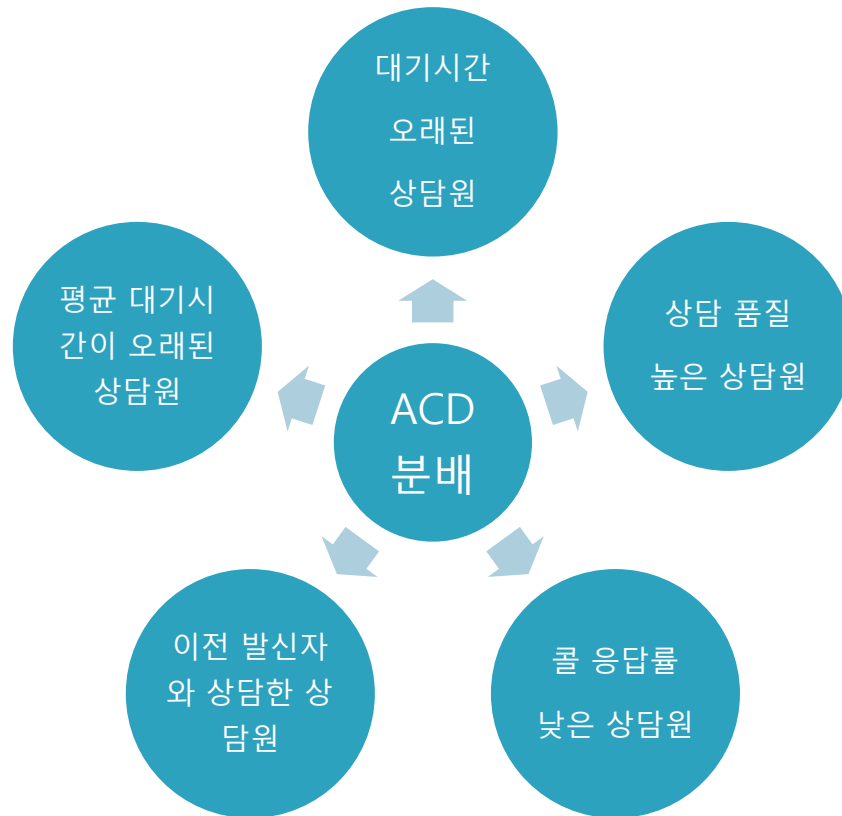 대기시간
오래된
상담원
평균 대기시
간이 오래된
상담원
상담 품질
높은 상담원
ACD
분배
이전 발신자
와 상담한 상
담원
콜 응답률
낮은 상담원